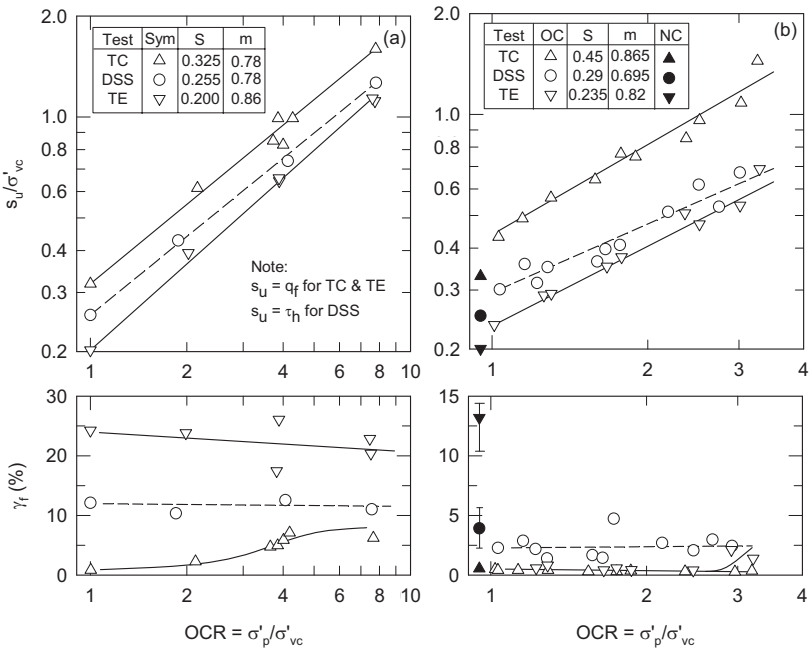 2.0
1.0
0.8
0.6
0.4
0.3
0.2
s_u/σ'_vc
(a)
Test Sym S m
TC △ 0.325 0.78
DSS ○ 0.255 0.78
TE ▽ 0.200 0.86
Note:
s_u = q_f for TC & TE
s_u = τ_h for DSS
1 2 4 6 8 10
2.0
1.0
0.8
0.6
0.4
0.3
0.2
(b)
Test OC S m NC
TC △ 0.45 0.865 ▲
DSS ○ 0.29 0.695 ●
TE ▽ 0.235 0.82 ▼
1 2 3 4
30
20
10
0
γ_f (%)
1 2 4 6 8 10
OCR = σ'_p/σ'_vc
15
10
5
0
1 2 3 4
OCR = σ'_p/σ'_vc